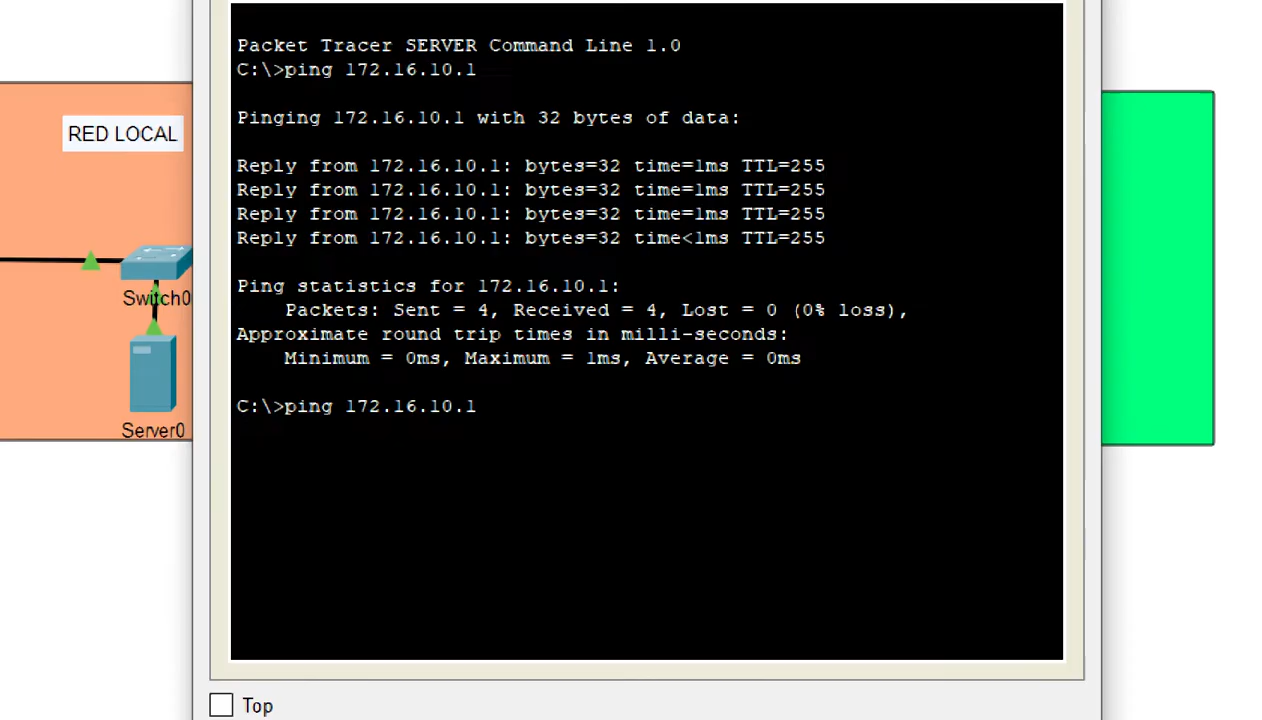 Packet Tracer SERVER Command Line 1.0
C:\>ping 172.16.10.1
Pinging 172.16.10.1 with 32 bytes of data:
Reply from 172.16.10.1: bytes=32 time=1ms TTL=255
Reply from 172.16.10.1: bytes=32 time=1ms TTL=255
Reply from 172.16.10.1: bytes=32 time=1ms TTL=255
Reply from 172.16.10.1: bytes=32 time<1ms TTL=255
Ping statistics for 172.16.10.1:
Packets: Sent = 4, Received = 4, Lost = 0 (0% loss),
Approximate round trip times in milli-seconds:
Minimum = 0ms, Maximum = 1ms, Average = 0ms
C:\>ping 172.16.10.1
RED LOCAL
Switch0
Server0
Top